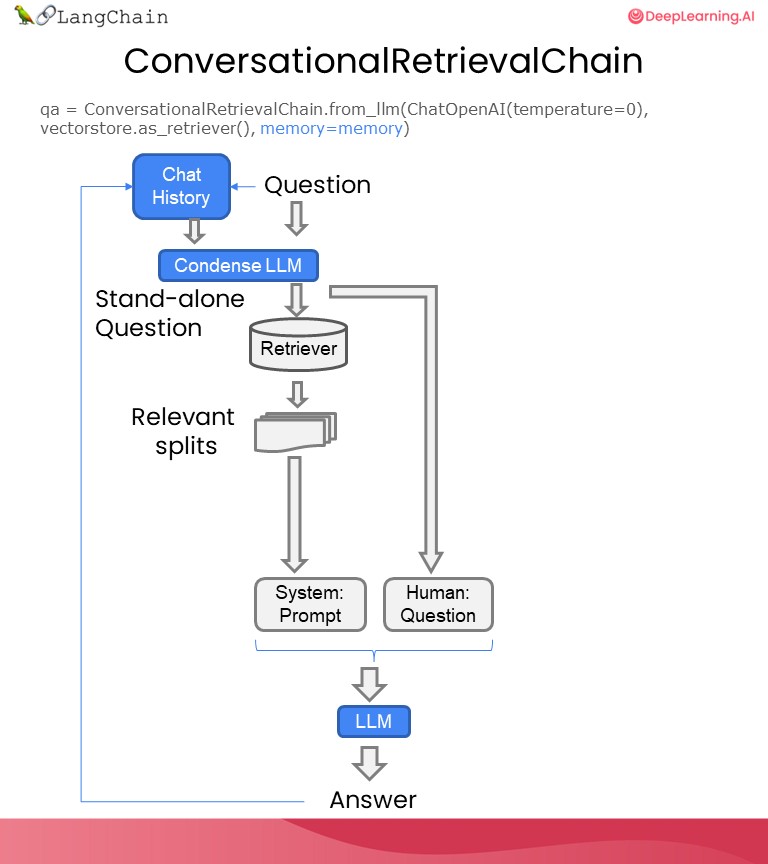 LangChain
DeepLearning.AI
ConversationalRetrievalChain
qa = ConversationalRetrievalChain.from_llm(ChatOpenAI(temperature=0),
vectorstore.as_retriever(), memory=memory)
Chat
History
Question
Condense LLM
Stand-alone
Question
Retriever
Relevant
splits
System:
Prompt
Human:
Question
LLM
Answer